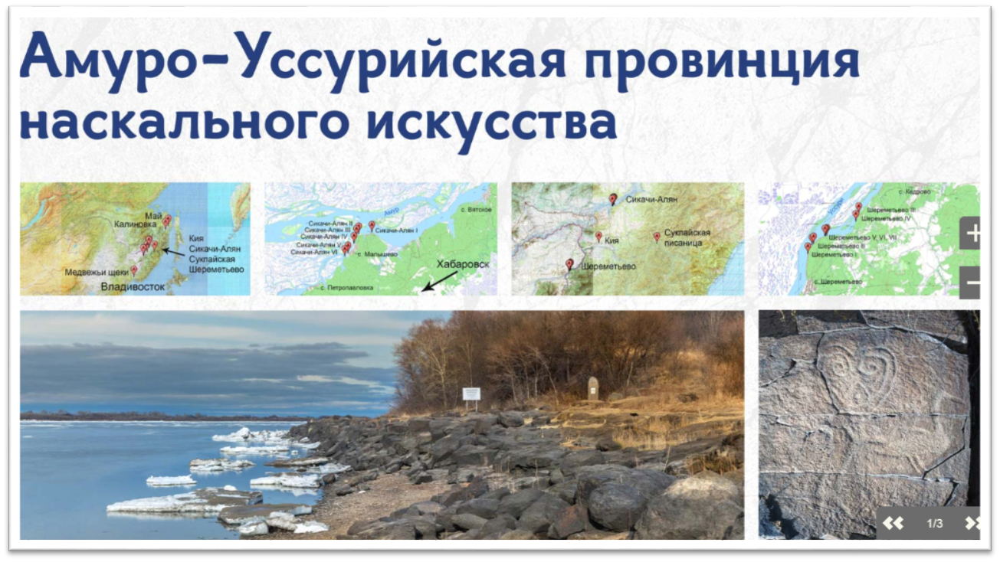 Амуро-Уссурийская провинция
наскального искусства
Май
Калиновка
Кия
Сикачи-Алян
Сукпайская
Шереметьево
Медвежьи щеки
Владивосток
Амур
с. Вятское
Сикачи-Алян II
Сикачи-Алян III
Сикачи-Алян I
Сикачи-Алян IV
Сикачи-Алян V
Сикачи-Алян VI
с. Малышево
Хабаровск
с. Петропавловка
Сикачи-Алян
Сукпайская
писаница
Кия
Шереметьево
с. Кедрово
Уссури
Шереметьево III
Шереметьево IV
Шереметьево V, VI, VII
Шереметьево II
Шереметьево I
с. Шереметьево
1/3